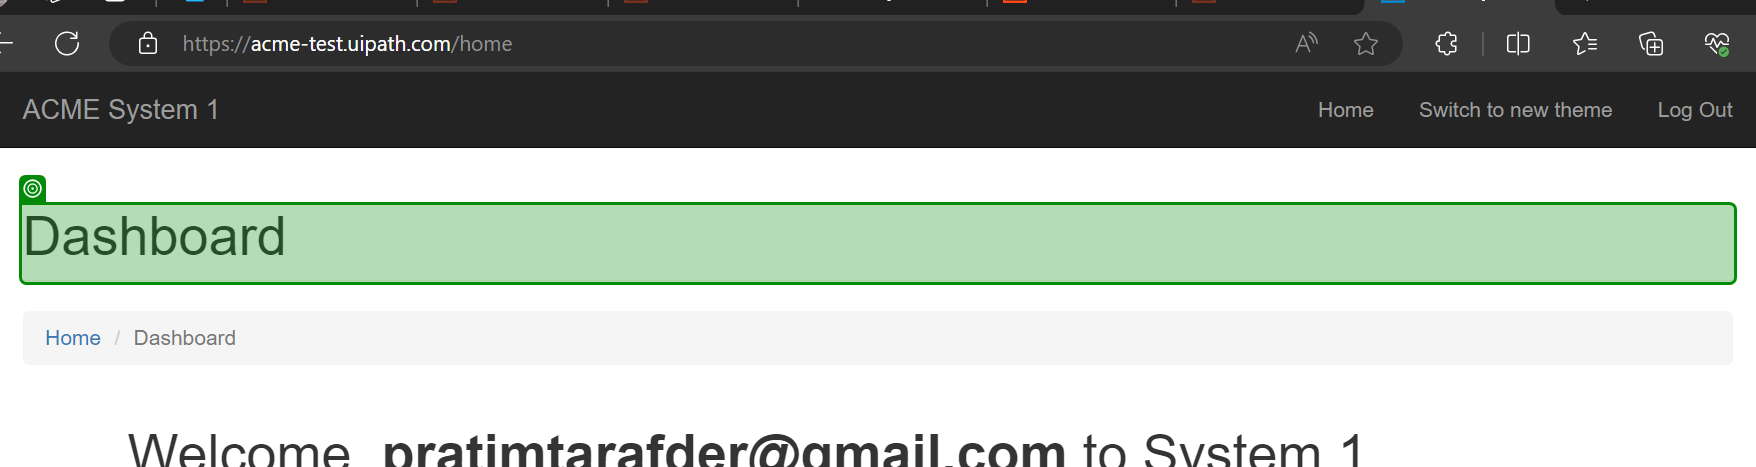 https://acme-test.uipath.com/home
ACME System 1 Home Switch to new theme Log Out
Dashboard
Home / Dashboard
Welcome pratimtarafder@gmail.com to System 1